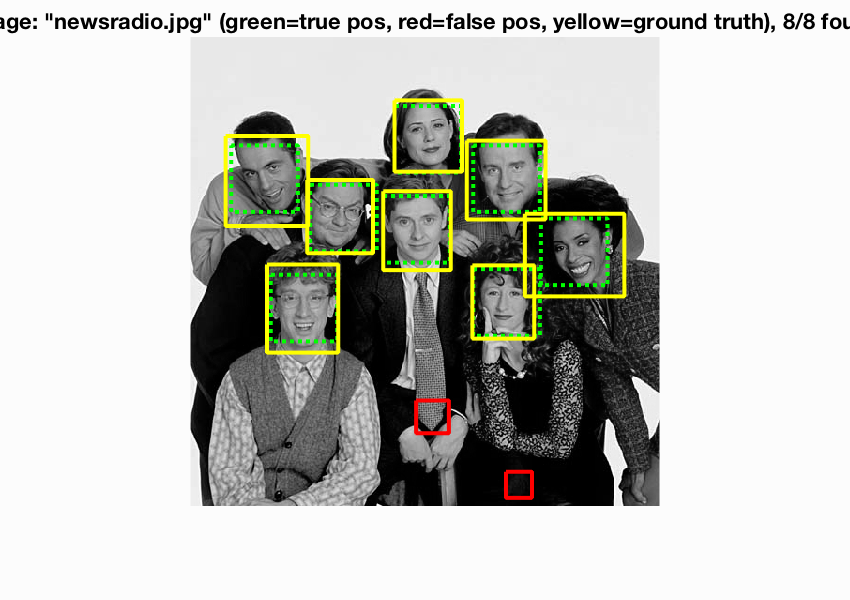 age: "newsradio.jpg" (green=true pos, red=false pos, yellow=ground truth), 8/8 fou